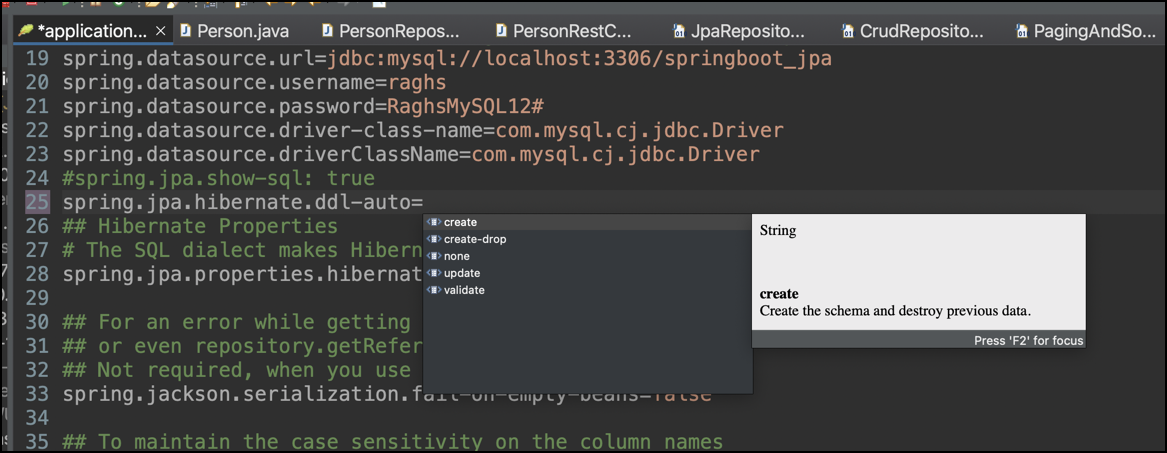 *application...
Person.java
PersonRepos...
PersonRestC...
JpaReposito...
CrudReposito...
PagingAndSo...
19 spring.datasource.url=jdbc:mysql://localhost:3306/springboot_jpa
20 spring.datasource.username=raghs
21 spring.datasource.password=RaghsMySQL12#
22 spring.datasource.driver-class-name=com.mysql.cj.jdbc.Driver
23 spring.datasource.driverClassName=com.mysql.cj.jdbc.Driver
24 #spring.jpa.show-sql: true
25 spring.jpa.hibernate.ddl-auto=
26 ## Hibernate Properties
27 # The SQL dialect makes Hibern
28 spring.jpa.properties.hibernat
29
30 ## For an error while getting
31 ## or even repository.getRefer
32 ## Not required, when you use
33 spring.jackson.serialization.fail-on-empty-beans=false
34
35 ## To maintain the case sensitivity on the column names
create
create-drop
none
update
validate
String
create
Create the schema and destroy previous data.
Press 'F2' for focus